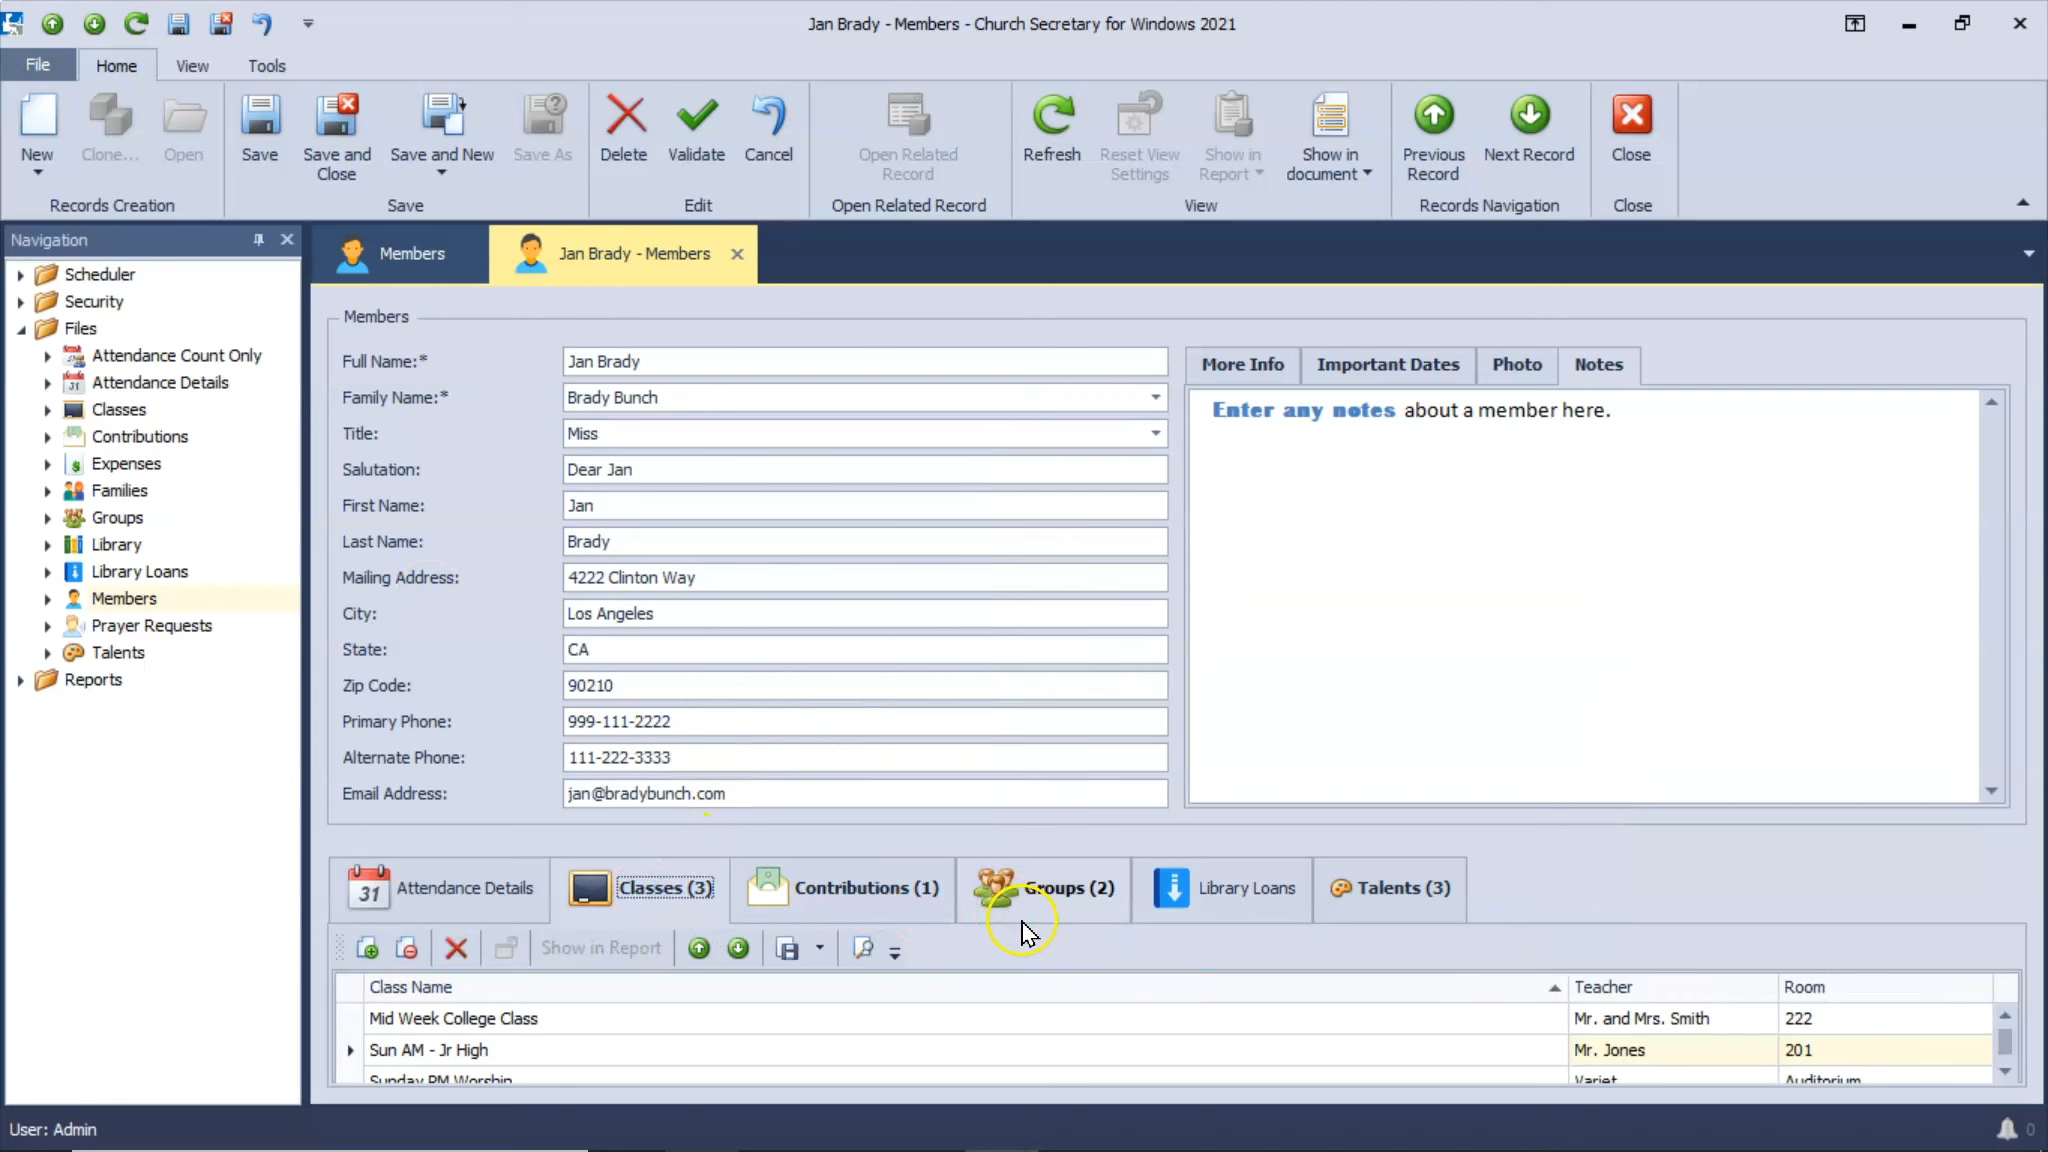 Jan Brady - Members - Church Secretary for Windows 2021
File Home View Tools
New Clone... Open Save Save and Close Save and New Save As Delete Validate Cancel Open Related Record Refresh Reset View Settings Show in Report Show in document Previous Record Next Record Close
Records Creation Save Edit Open Related Record View Records Navigation Close
Navigation
Scheduler
Security
Files
Attendance Count Only
Attendance Details
Classes
Contributions
Expenses
Families
Groups
Library
Library Loans
Members
Prayer Requests
Talents
Reports
Members Jan Brady - Members
Members
Full Name:* Jan Brady
Family Name:* Brady Bunch
Title: Miss
Salutation: Dear Jan
First Name: Jan
Last Name: Brady
Mailing Address: 4222 Clinton Way
City: Los Angeles
State: CA
Zip Code: 90210
Primary Phone: 999-111-2222
Alternate Phone: 111-222-3333
Email Address: jan@bradybunch.com
More Info Important Dates Photo Notes
Enter any notes about a member here.
31 Attendance Details Classes (3) Contributions (1) Groups (2) Library Loans Talents (3)
Show in Report
Class Name Teacher Room
Mid Week College Class Mr. and Mrs. Smith 222
Sun AM - Jr High Mr. Jones 201
Sunday PM Worship Variet Auditorium
User: Admin 0